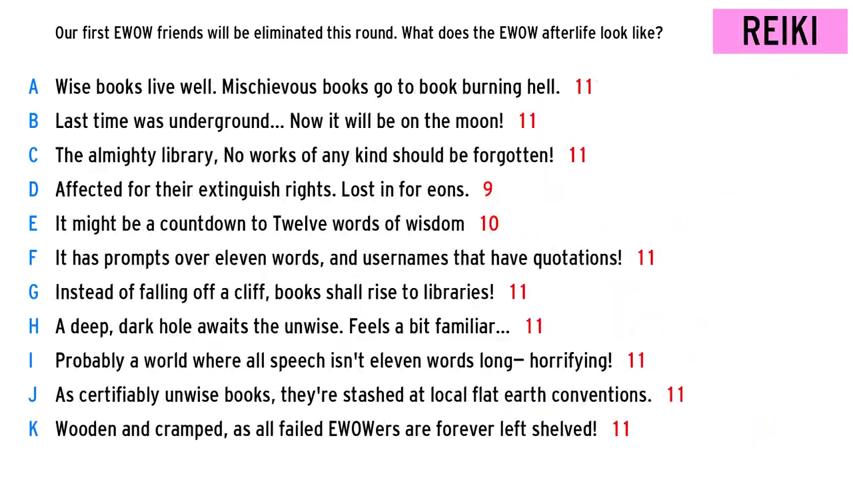 Our first EWOW friends will be eliminated this round. What does the EWOW afterlife look like?
REIKI
A Wise books live well. Mischievous books go to book burning hell. 11
B Last time was underground... Now it will be on the moon! 11
C The almighty library, No works of any kind should be forgotten! 11
D Affected for their extinguish rights. Lost in for eons. 9
E It might be a countdown to Twelve words of wisdom 10
F It has prompts over eleven words, and usernames that have quotations! 11
G Instead of falling off a cliff, books shall rise to libraries! 11
H A deep, dark hole awaits the unwise. Feels a bit familiar... 11
I Probably a world where all speech isn't eleven words long— horrifying! 11
J As certifiably unwise books, they're stashed at local flat earth conventions. 11
K Wooden and cramped, as all failed EWOWers are forever left shelved! 11